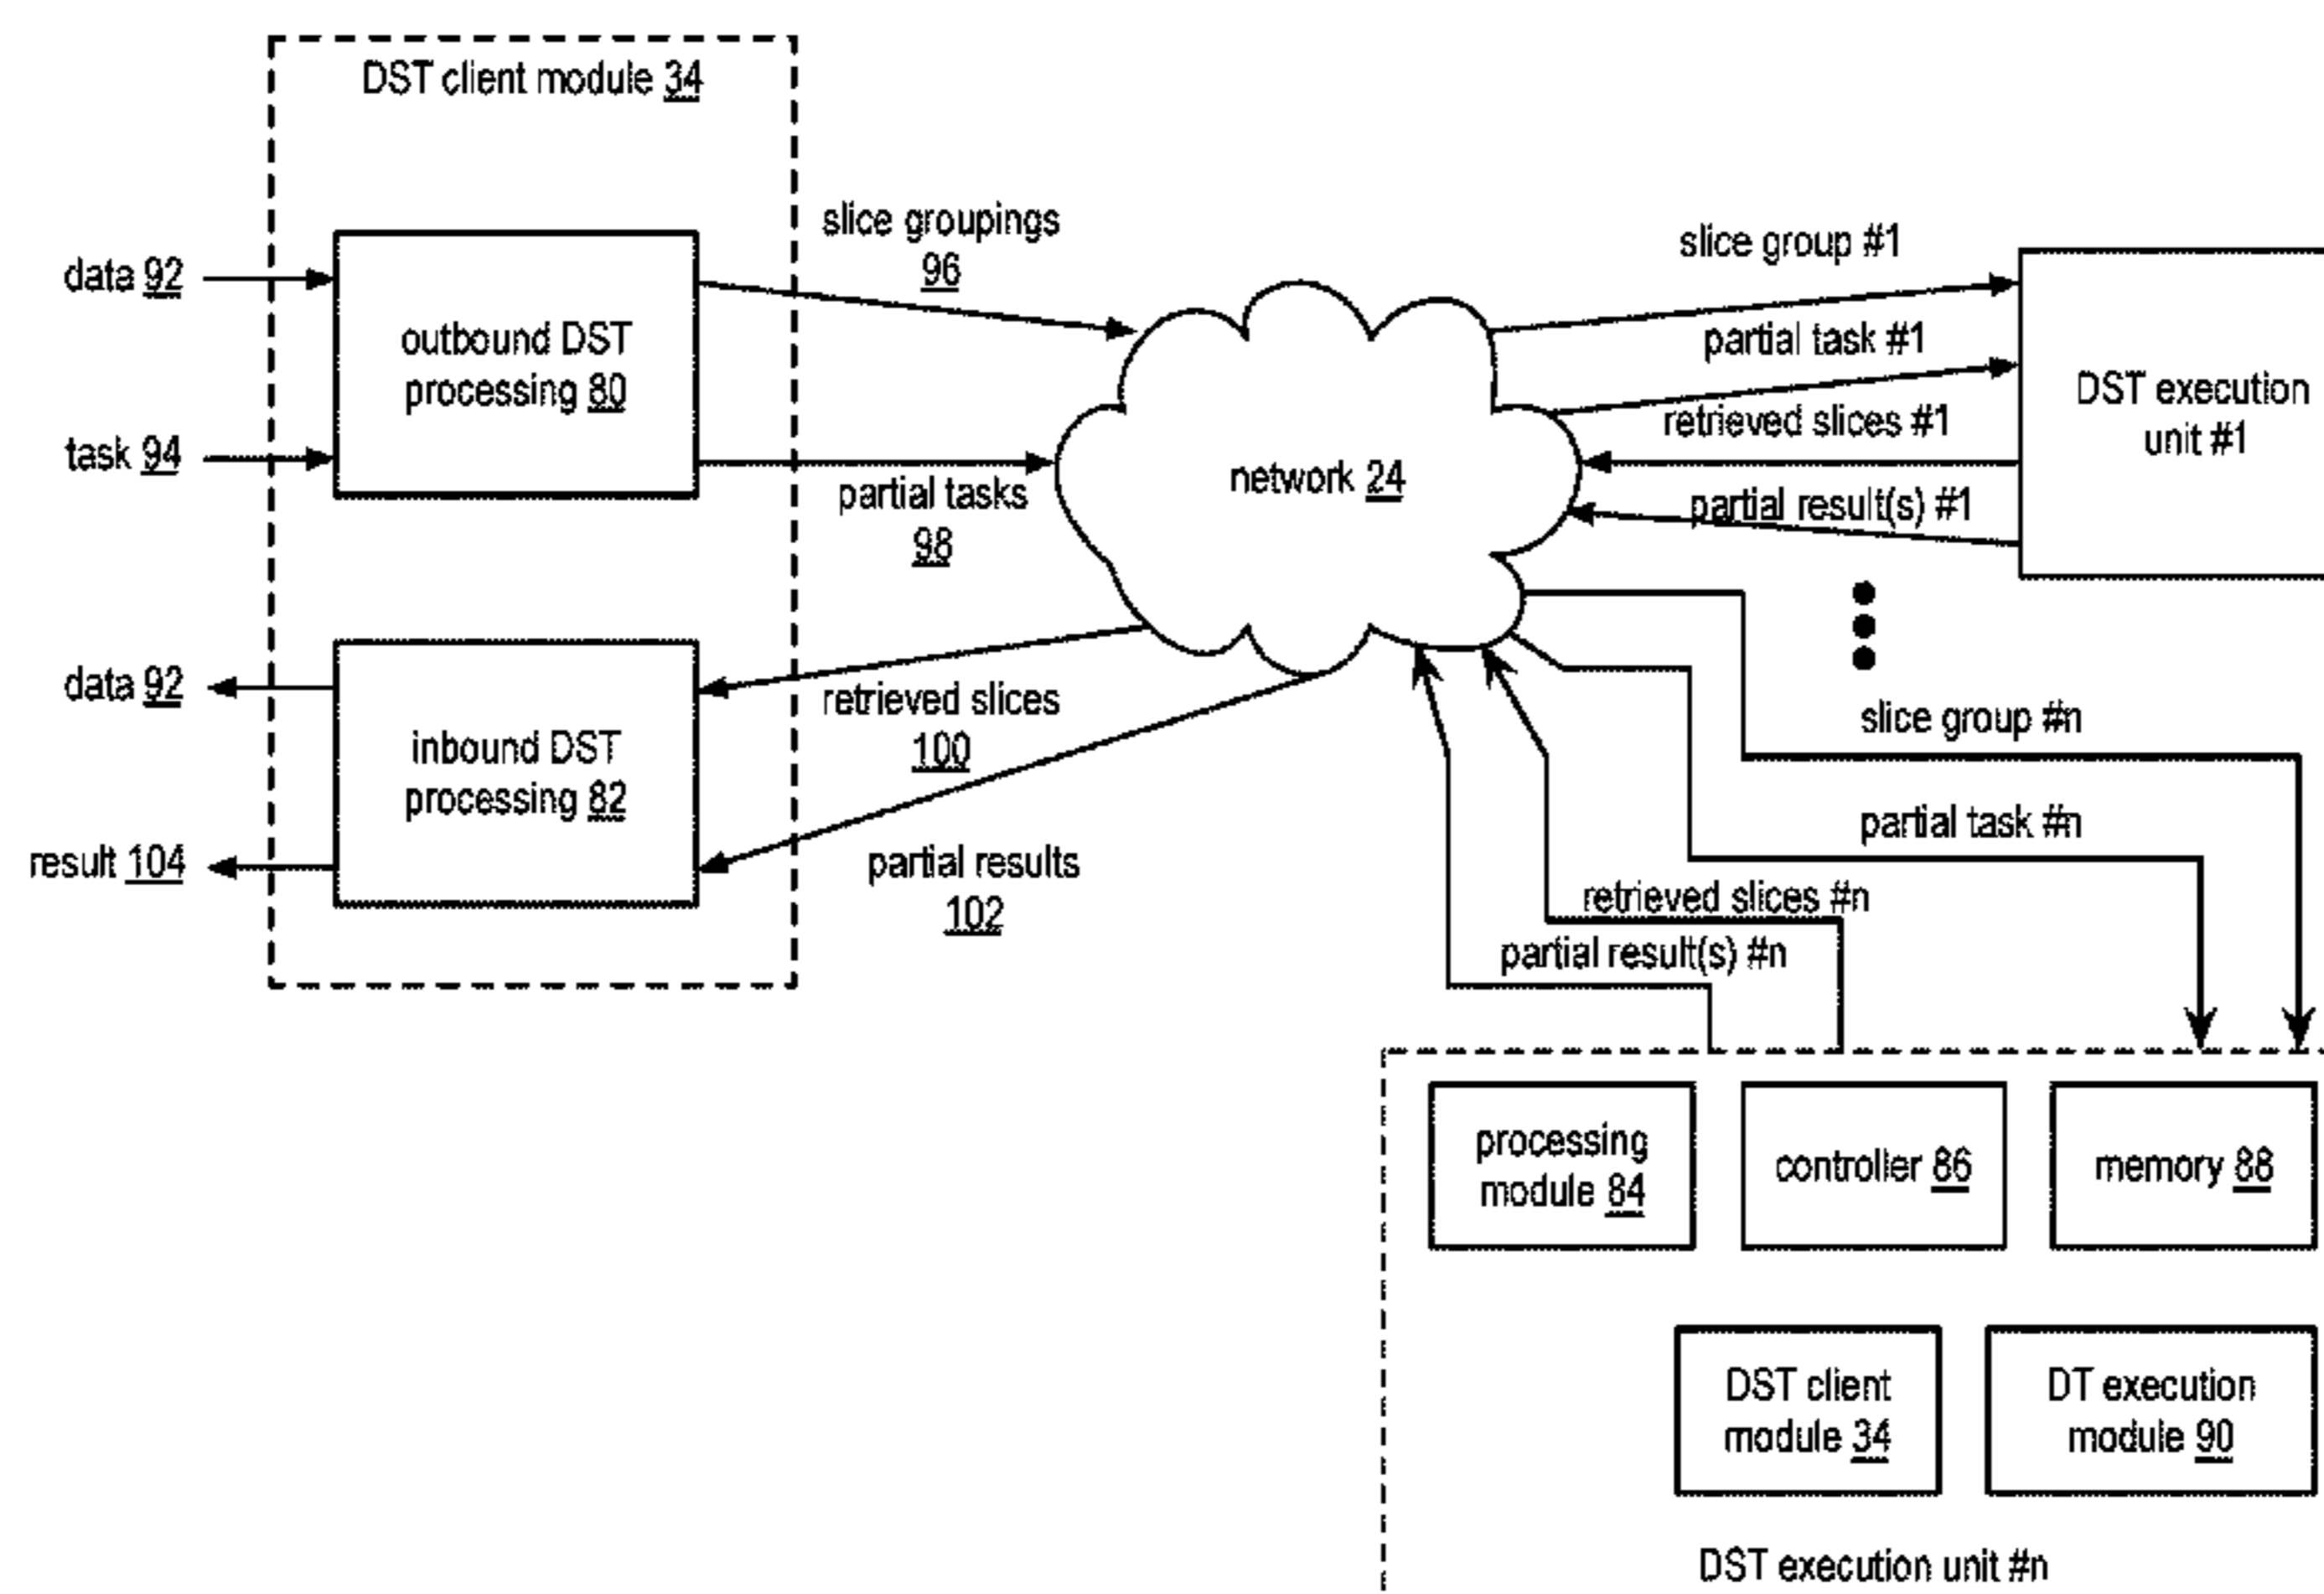 DST client module 34
data 92
task 94
outbound DST
processing 80
slice groupings
96
partial tasks
98
data 92
result 104
inbound DST
processing 82
retrieved slices
100
partial results
102
network 24
slice group #1
partial task #1
retrieved slices #1
partial result(s) #1
DST execution
unit #1
slice group #n
partial task #n
retrieved slices #n
partial result(s) #n
processing
module 84
controller 86
memory 88
DST client
module 34
DT execution
module 90
DST execution unit #n